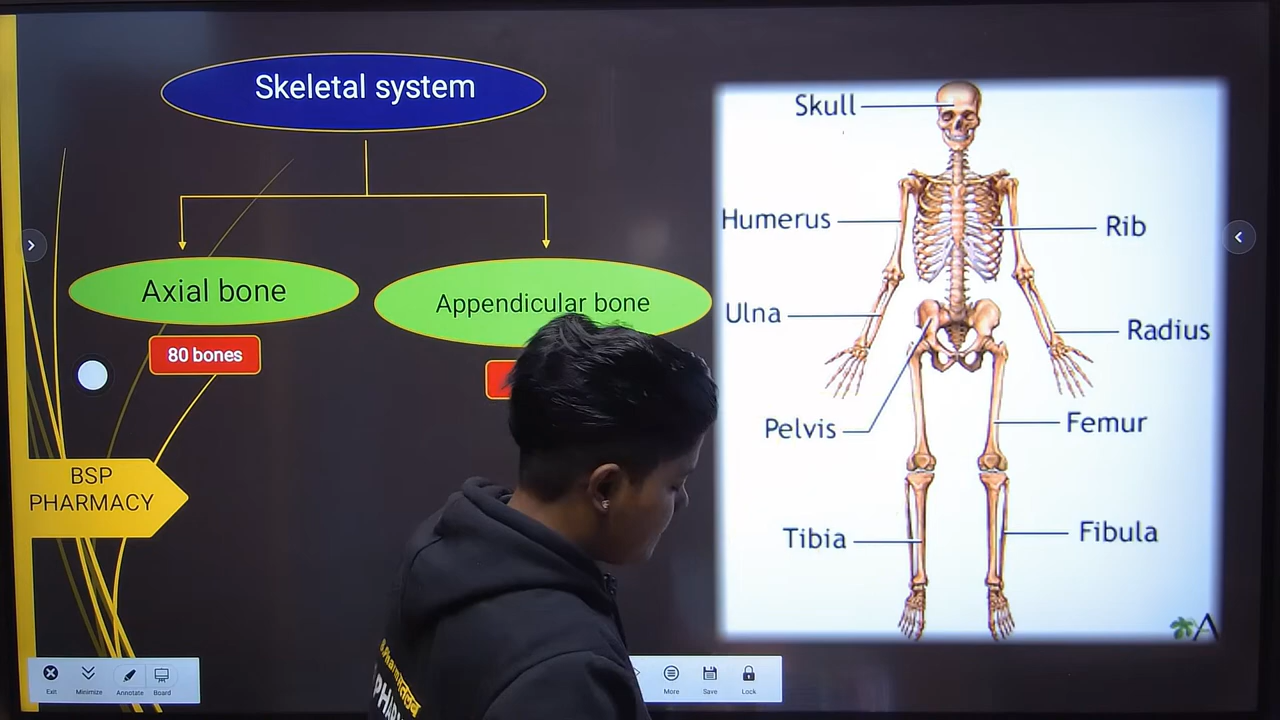 Skeletal system
Axial bone
Appendicular bone
80 bones
BSP
PHARMACY
Skull
Humerus
Rib
Ulna
Radius
Pelvis
Femur
Tibia
Fibula
A
Exit
Minimize
Annotate
Board
More
Save
Lock